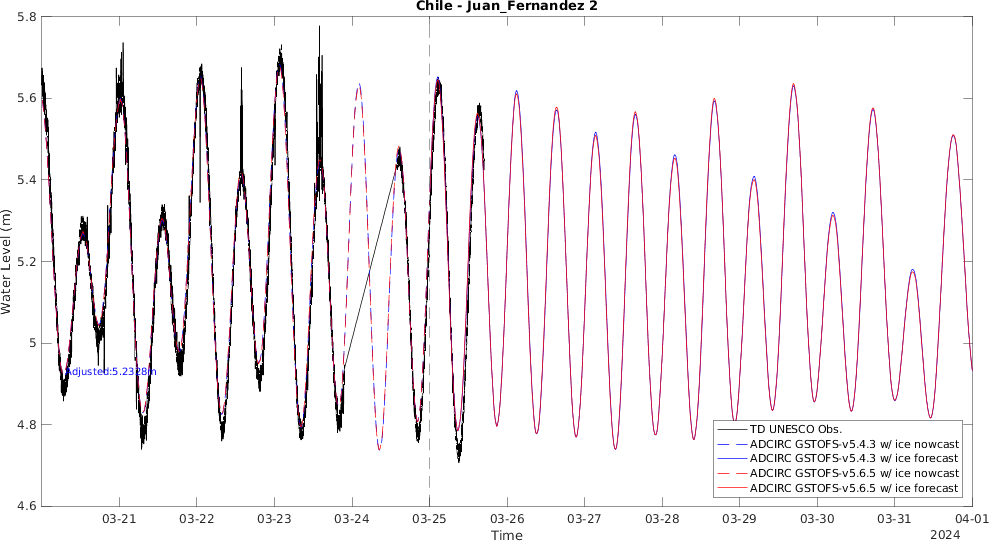 Chile - Juan_Fernandez 2
5.8
5.6
5.4
5.2
5
4.8
4.6
Water Level (m)
Adjusted:5.2328m
TD UNESCO Obs.
ADCIRC GSTOFS-v5.4.3 w/ ice nowcast
ADCIRC GSTOFS-v5.4.3 w/ ice forecast
ADCIRC GSTOFS-v5.6.5 w/ ice nowcast
ADCIRC GSTOFS-v5.6.5 w/ ice forecast
03-21 03-22 03-23 03-24 03-25 03-26 03-27 03-28 03-29 03-30 03-31 04-01
Time
2024